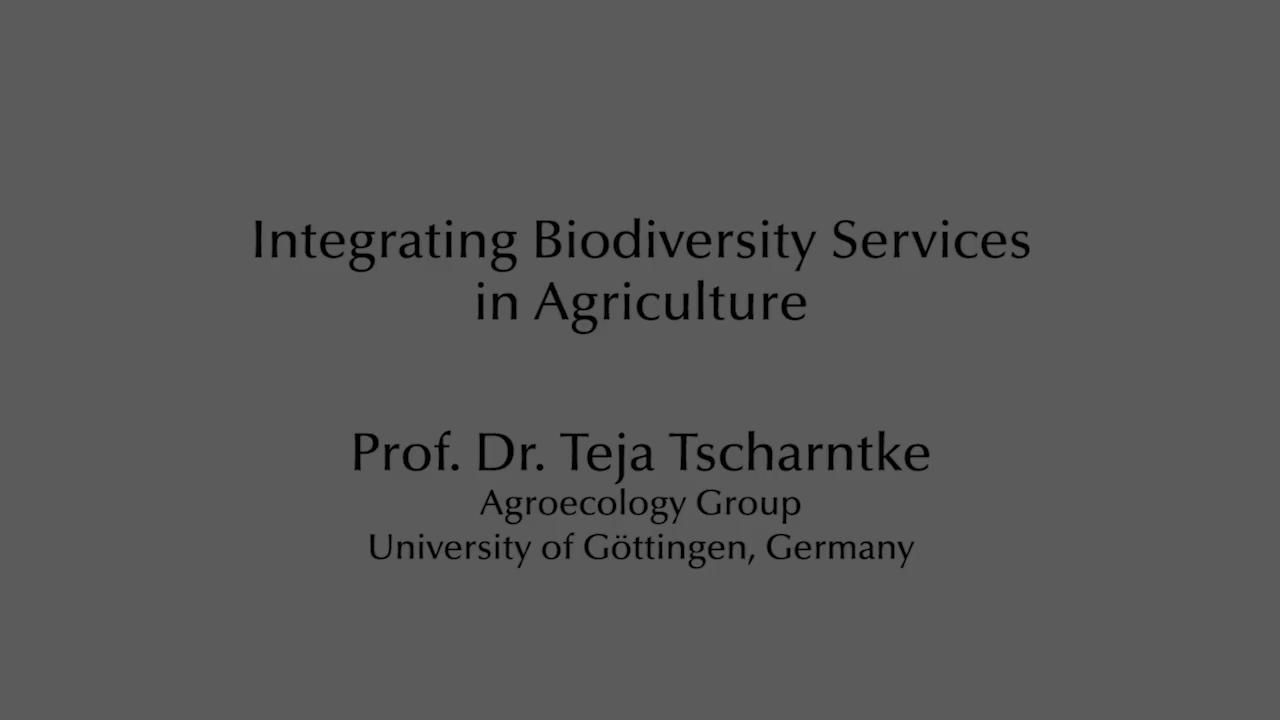 Integrating Biodiversity Services
in Agriculture
Prof. Dr. Teja Tscharntke
Agroecology Group
University of Göttingen, Germany